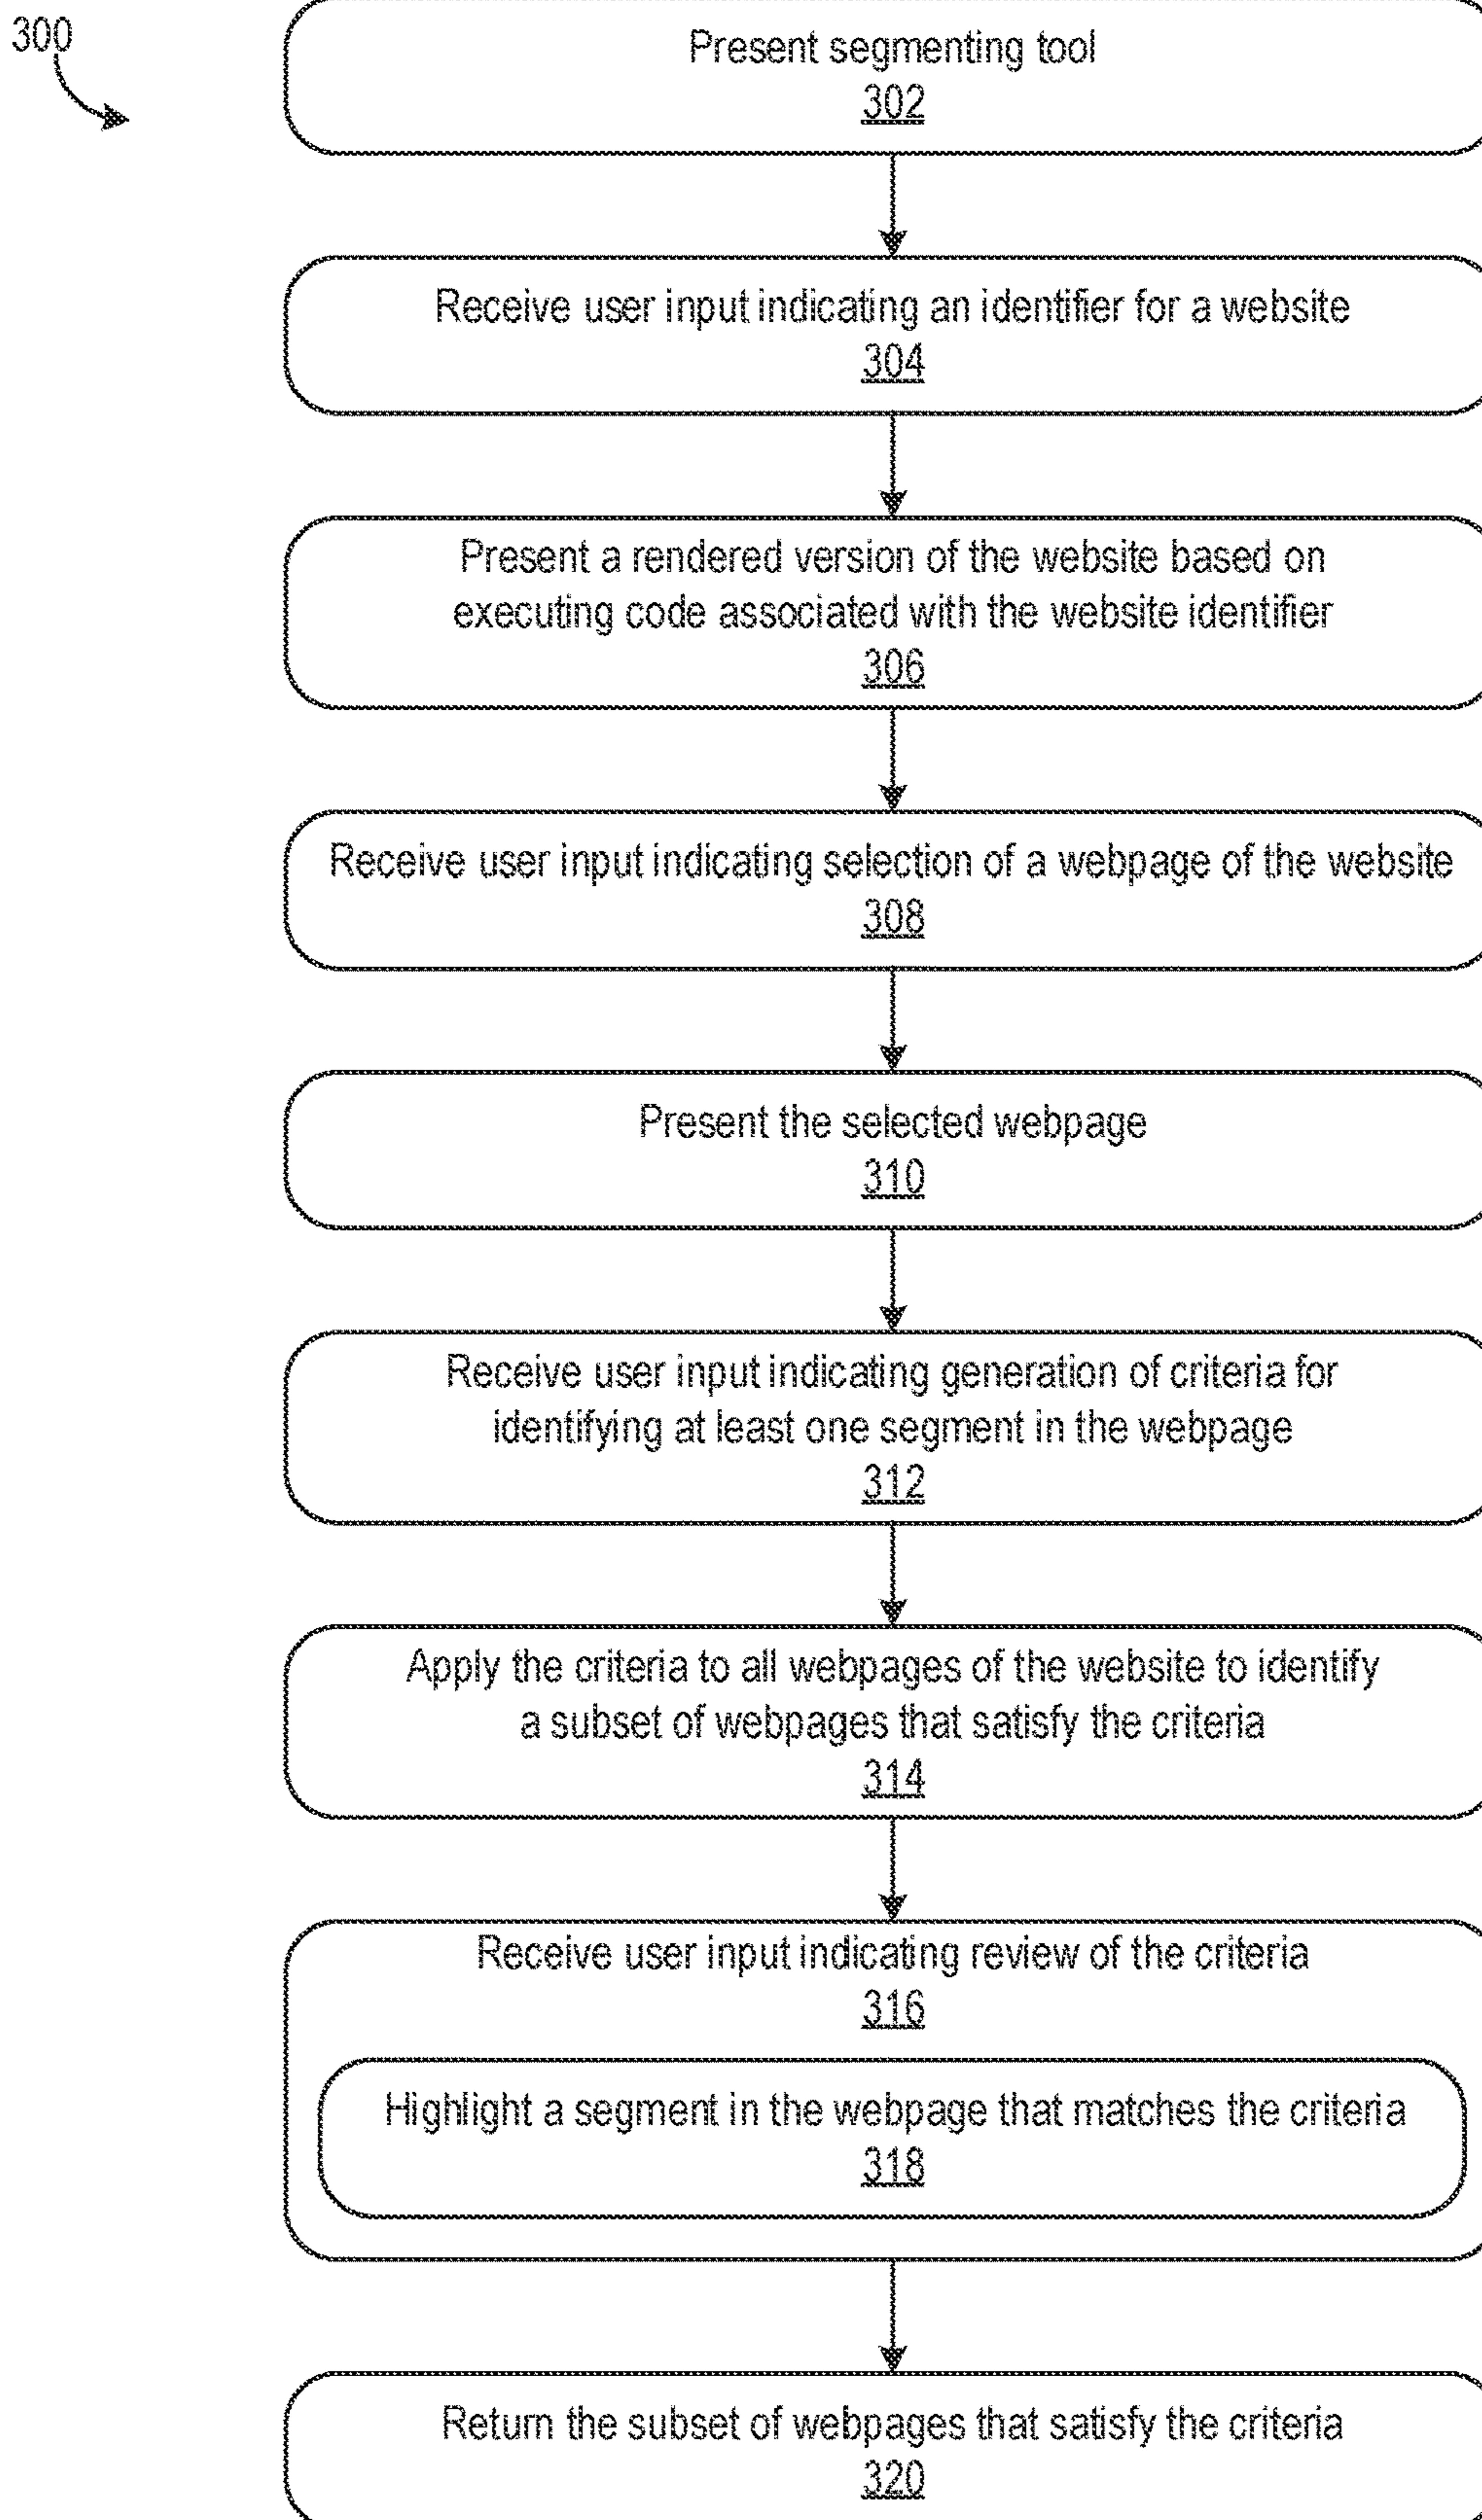 300
Present segmenting tool
302
Receive user input indicating an identifier for a website
304
Present a rendered version of the website based on
executing code associated with the website identifier
306
Receive user input indicating selection of a webpage of the website
308
Present the selected webpage
310
Receive user input indicating generation of criteria for
identifying at least one segment in the webpage
312
Apply the criteria to all webpages of the website to identify
a subset of webpages that satisfy the criteria
314
Receive user input indicating review of the criteria
316
Highlight a segment in the webpage that matches the criteria
318
Return the subset of webpages that satisfy the criteria
320